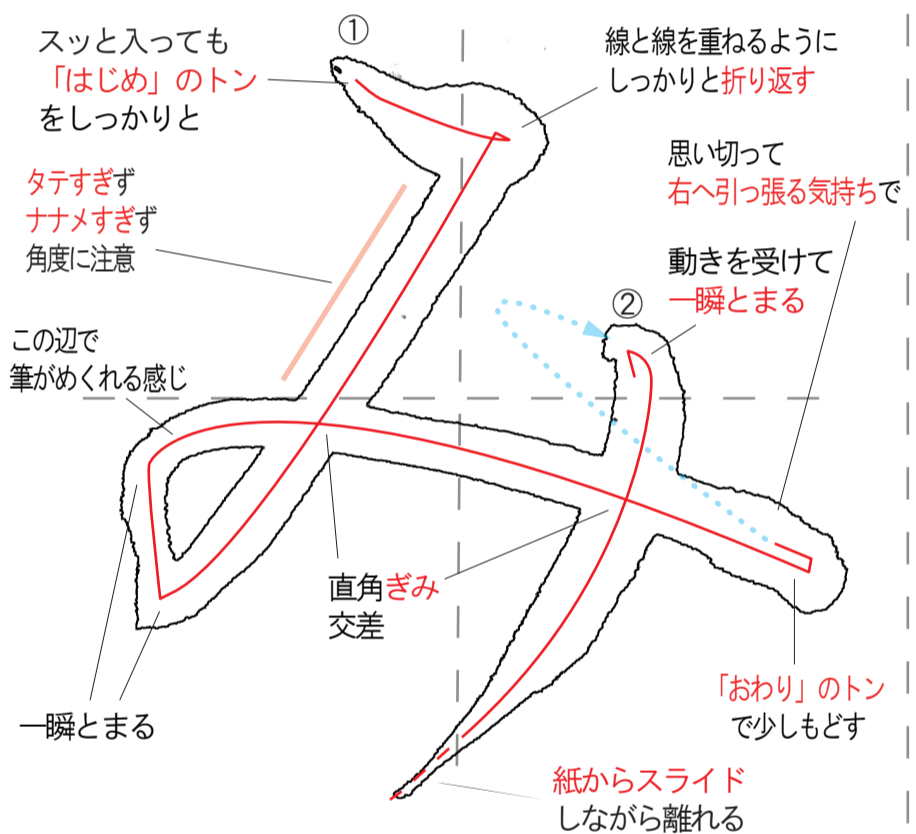 ①
スッと入っても
「はじめ」のトン
をしっかりと
線と線を重ねるように
しっかりと折り返す
思い切って
右へ引っ張る気持ちで
タテすぎず
ナナメすぎず
角度に注意
動きを受けて
一瞬とまる
②
この辺で
筆がめくれる感じ
直角ぎみ
交差
一瞬とまる
「おわり」のトン
で少しもどす
紙からスライド
しながら離れる